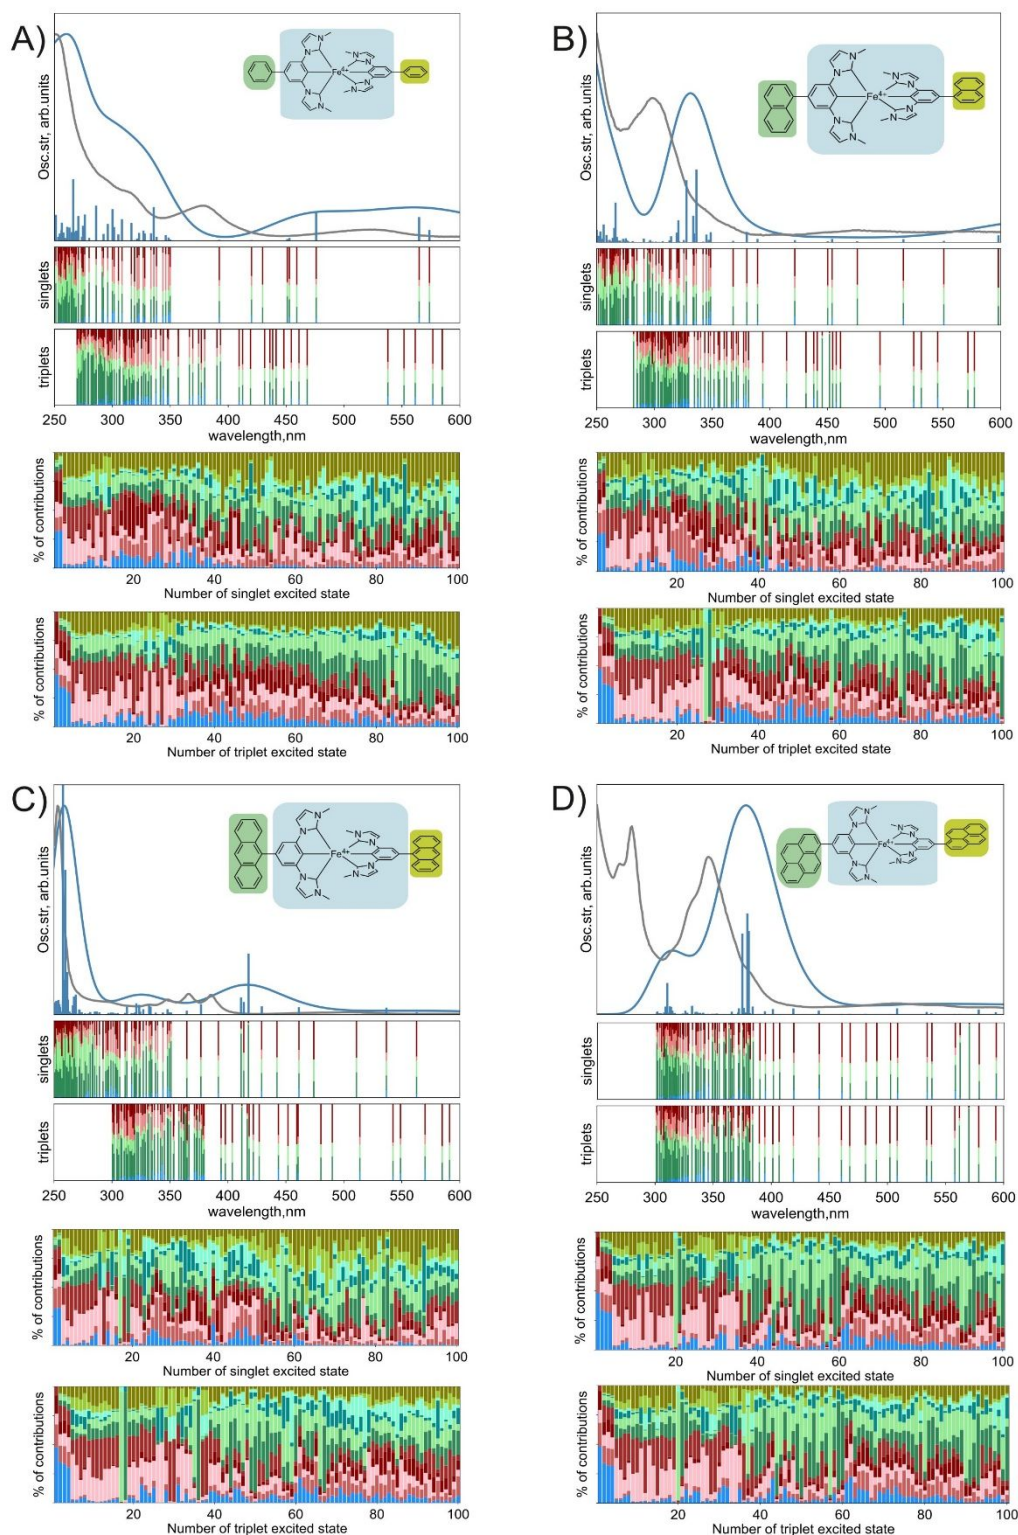 A)
Osc.str, arb.units
Fe4+
N
N
N
N
N
N
N
N
singlets
triplets
250 300 350 400 450 500 550 600
wavelength,nm
% of contributions
20 40 60 80 100
Number of singlet excited state
% of contributions
20 40 60 80 100
Number of triplet excited state
B)
Osc.str, arb.units
Fe4+
N
N
N
N
N
N
N
N
singlets
triplets
250 300 350 400 450 500 550 600
wavelength,nm
% of contributions
20 40 60 80 100
Number of singlet excited state
% of contributions
20 40 60 80 100
Number of triplet excited state
C)
Osc.str, arb.units
Fe4+
N
N
N
N
N
N
N
N
singlets
triplets
250 300 350 400 450 500 550 600
wavelength,nm
% of contributions
20 40 60 80 100
Number of singlet excited state
% of contributions
20 40 60 80 100
Number of triplet excited state
D)
Osc.str, arb.units
Fe4+
N
N
N
N
N
N
N
N
singlets
triplets
250 300 350 400 450 500 550 600
wavelength,nm
% of contributions
20 40 60 80 100
Number of singlet excited state
% of contributions
20 40 60 80 100
Number of triplet excited state